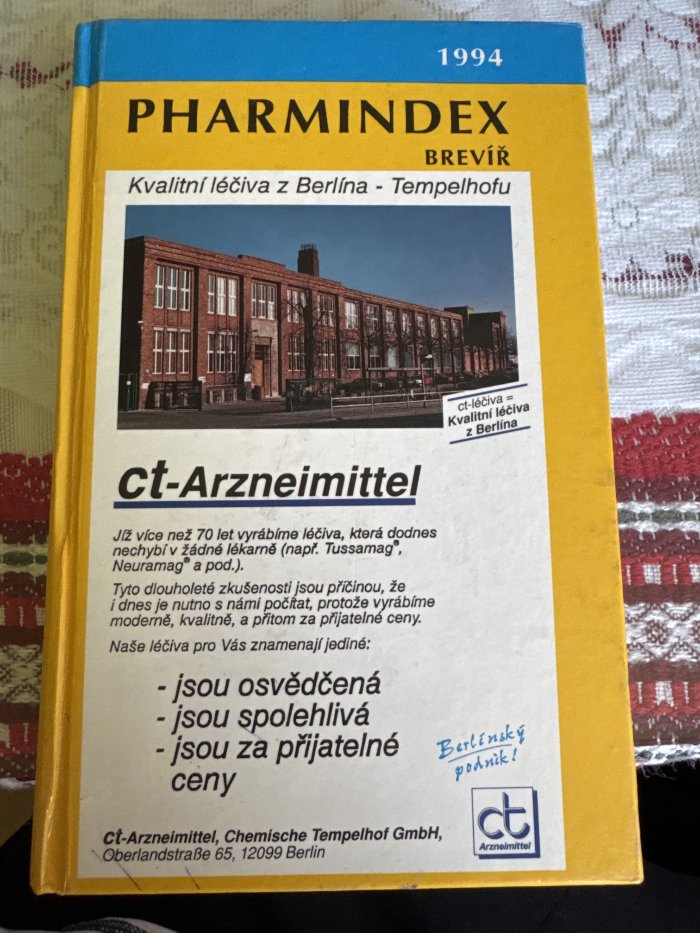 1994
PHARMINDEX
BREVÍŘ
Kvalitní léčiva z Berlína - Tempelhofu
ct-léčiva =
Kvalitní léčiva
z Berlína
ct-Arzneimittel
Jíž více než 70 let vyrábíme léčiva, která dodnes
nechybí v žádné lékarně (např. Tussamag®,
Neuramag® a pod.).
Tyto dlouholeté zkušenosti jsou příčinou, že
i dnes je nutno s námi počítat, protože vyrábíme
moderně, kvalitně, a přitom za přijatelné ceny.
Naše léčiva pro Vás znamenají jediné:
- jsou osvědčená
- jsou spolehlivá
- jsou za přijatelné
ceny
Berlínský
podnik!
ct
Arzneimittel
ct-Arzneimittel, Chemische Tempelhof GmbH,
Oberlandstraße 65, 12099 Berlin